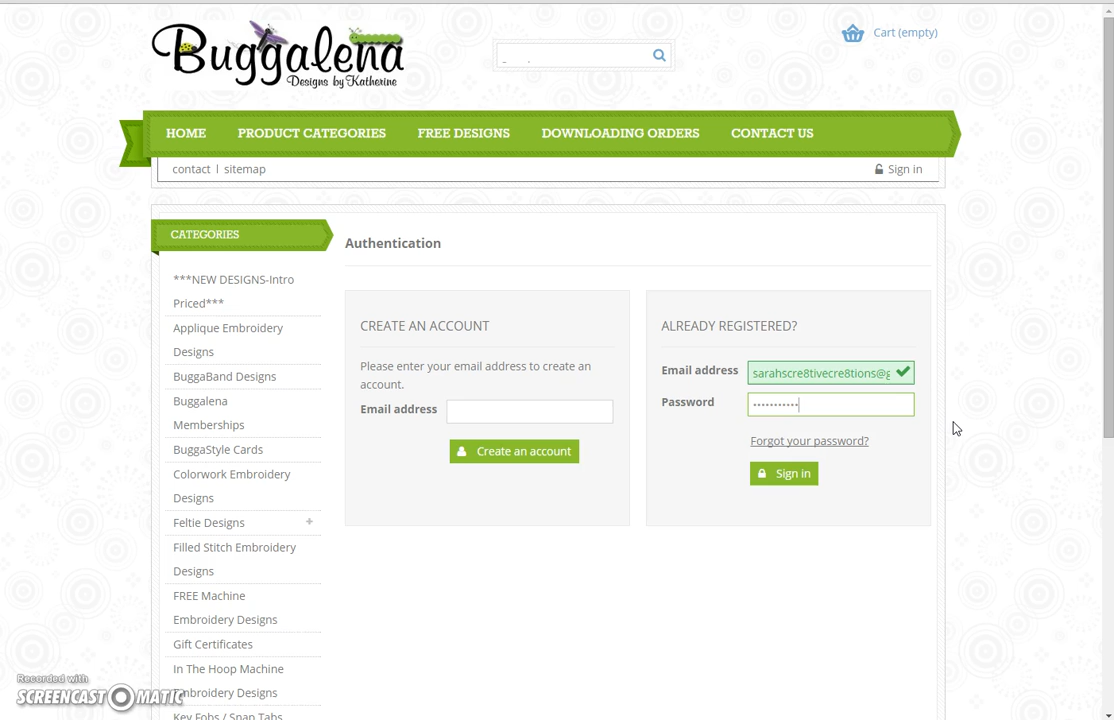 Buggalena
Designs by Katherine
Cart (empty)
HOME PRODUCT CATEGORIES FREE DESIGNS DOWNLOADING ORDERS CONTACT US
contact | sitemap
Sign in
CATEGORIES
***NEW DESIGNS-Intro
Priced***
Applique Embroidery
Designs
BuggaBand Designs
Buggalena
Memberships
BuggaStyle Cards
Colorwork Embroidery
Designs
Feltie Designs +
Filled Stitch Embroidery
Designs
FREE Machine
Embroidery Designs
Gift Certificates
In The Hoop Machine
Embroidery Designs
Key Fobs / Snap Tabs
Authentication
CREATE AN ACCOUNT
Please enter your email address to create an
account.
Email address
Create an account
ALREADY REGISTERED?
Email address sarahscre8tivecre8tions@g
Password •••••••••••
Forgot your password?
Sign in
Recorded with
SCREENCAST-O-MATIC